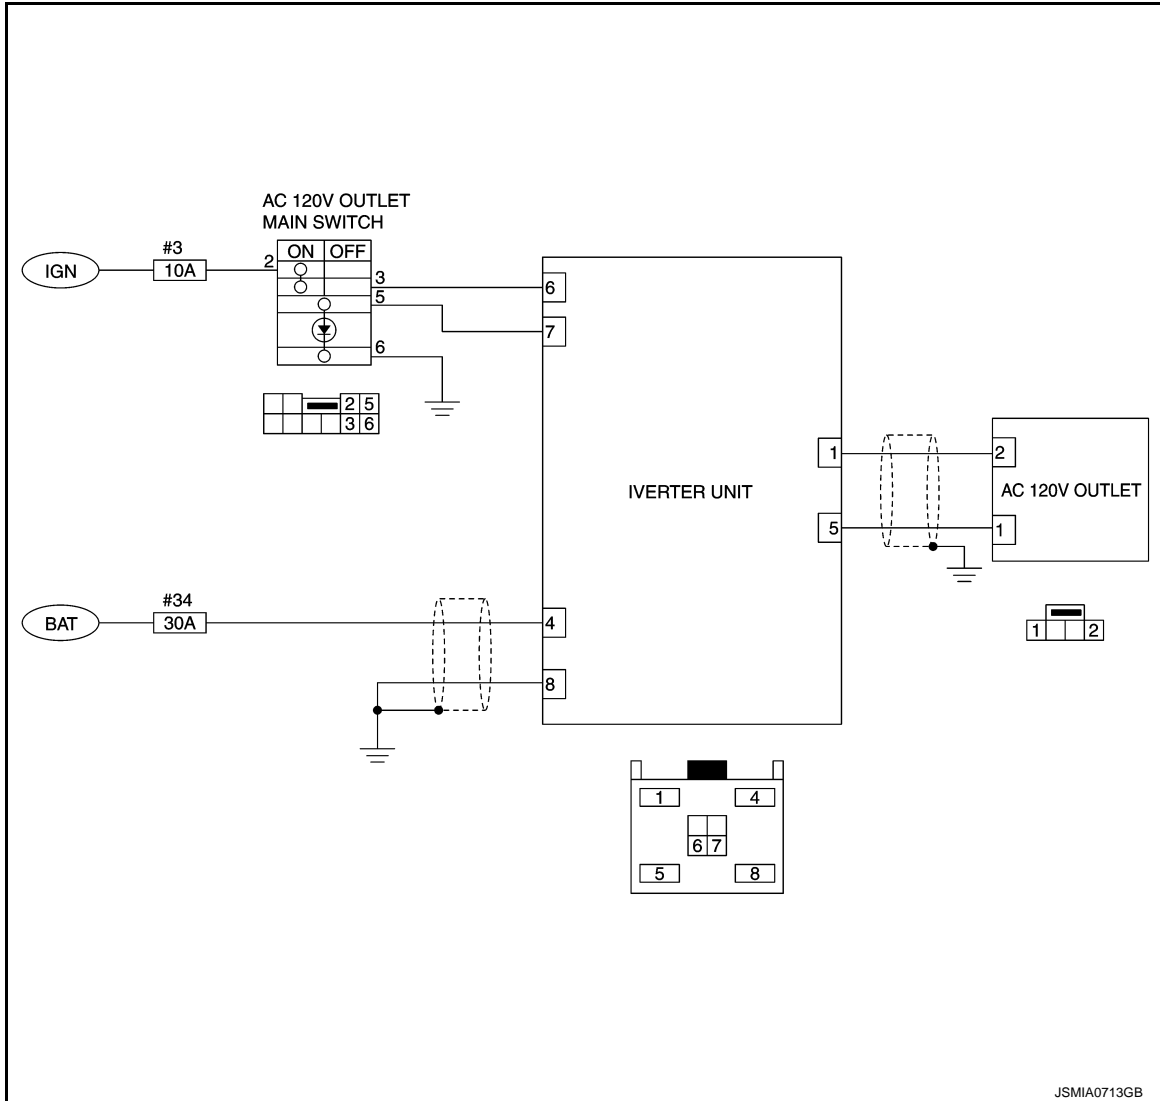 AC 120V OUTLET
MAIN SWITCH
#3
ON OFF
IGN
10A
2
3
5
6
6
7
2 5
3 6
1
5
IVERTER UNIT
2
1
AC 120V OUTLET
1 2
#34
BAT
30A
4
8
1 4
6 7
5 8
JSMIA0713GB